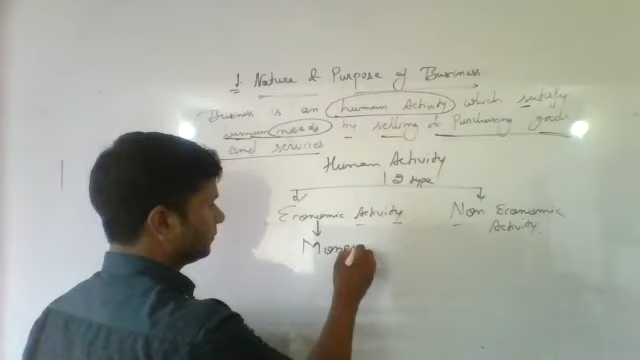 1. Nature & Purpose of Business
Business is an human Activity which satisfy
human needs by selling & Purchasing goods
and services
Human Activity
2 type
Economic Activity Non Economic
Activity.
Mone